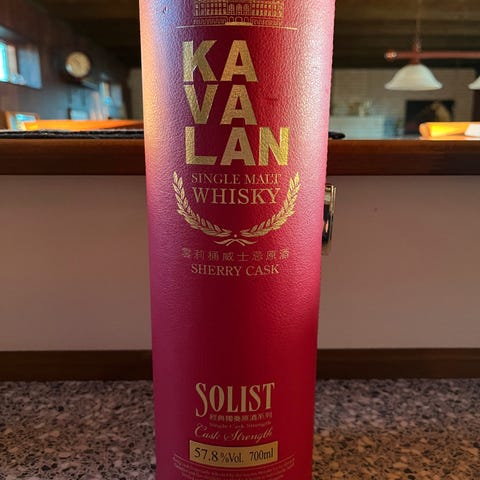 KA
VA
LAN
SINGLE MALT
WHISKY
雪莉桶威士忌原酒
SHERRY CASK
SOLIST
經典獨奏原酒系列
Single Cask Strength
Cask Strength
57.8 %Vol. 700ml